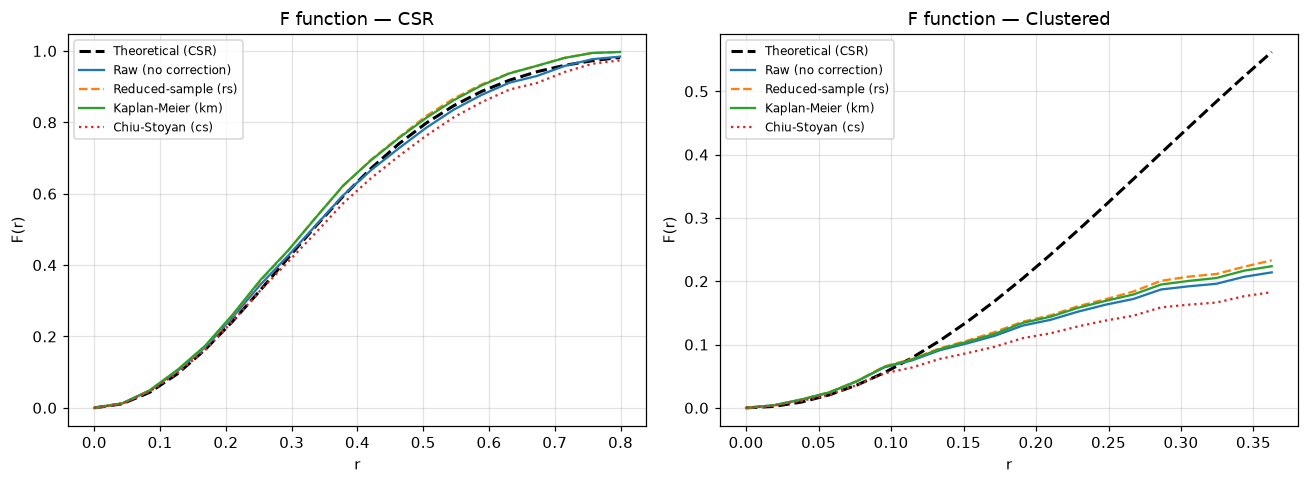 F function — CSR
Theoretical (CSR)
Raw (no correction)
Reduced-sample (rs)
Kaplan-Meier (km)
Chiu-Stoyan (cs)
F(r)
1.0
0.8
0.6
0.4
0.2
0.0
0.0 0.1 0.2 0.3 0.4 0.5 0.6 0.7 0.8
r
F function — Clustered
Theoretical (CSR)
Raw (no correction)
Reduced-sample (rs)
Kaplan-Meier (km)
Chiu-Stoyan (cs)
F(r)
0.5
0.4
0.3
0.2
0.1
0.0
0.00 0.05 0.10 0.15 0.20 0.25 0.30 0.35
r